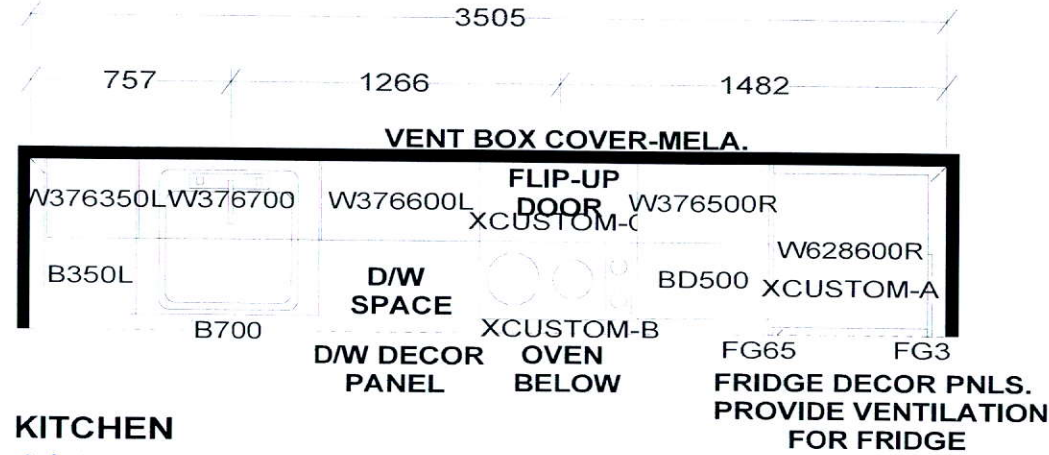 3505
757 1266 1482
VENT BOX COVER-MELA.
FLIP-UP
DOOR
W376350L W376700 W376600L W376500R
XCUSTOM-C
W628600R
B350L D/W
SPACE BD500 XCUSTOM-A
B700 XCUSTOM-B
D/W DECOR
PANEL
OVEN
BELOW
FG65 FG3
FRIDGE DECOR PNLS.
PROVIDE VENTILATION
FOR FRIDGE
KITCHEN